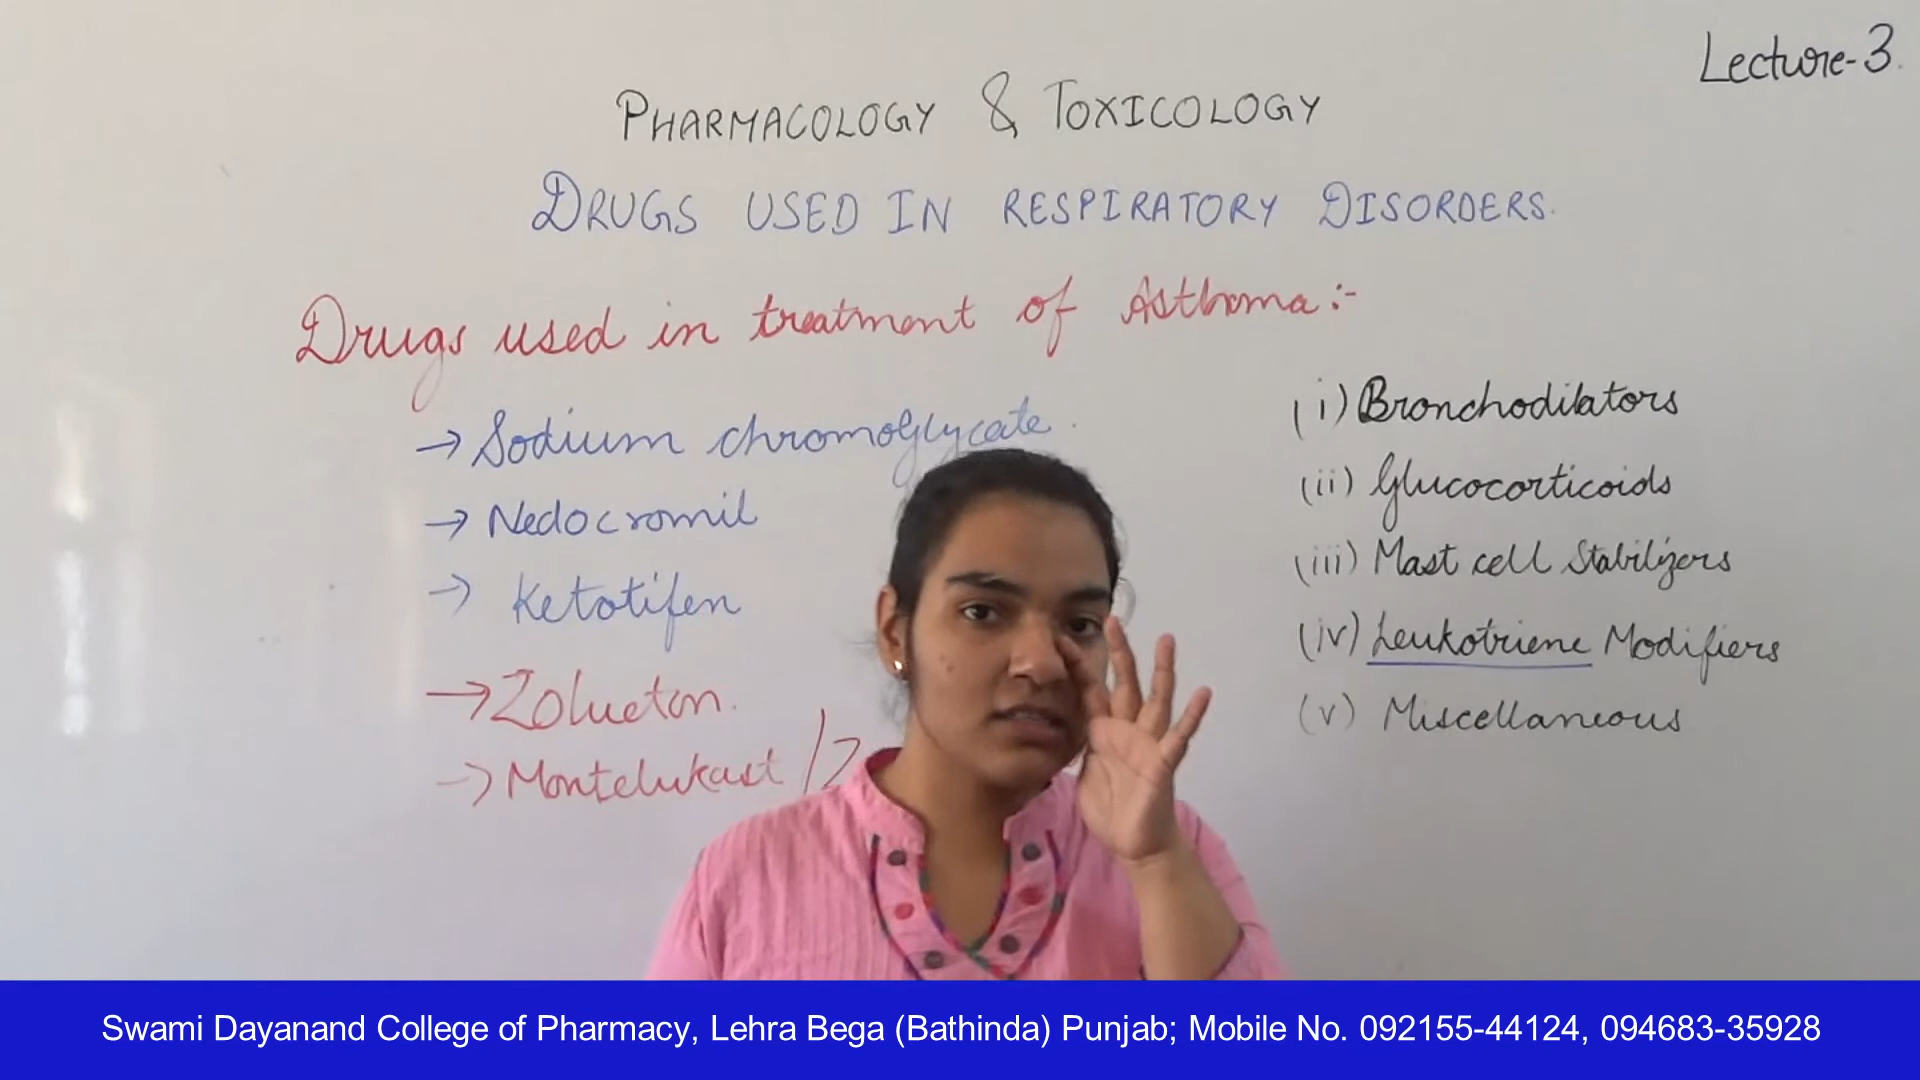 Lecture-3.
PHARMACOLOGY & TOXICOLOGY
DRUGS USED IN RESPIRATORY DISORDERS.
Drugs used in treatment of Asthma:-
→ Sodium chromoglycate.
→ Nedocromil
→ Ketotifen
→ Zolueton.
→ Montelukast / Z
(i) Bronchodilators
(ii) Glucocorticoids
(iii) Mast cell Stabilizers
(iv) Leukotriene Modifiers
(v) Miscellaneous
Swami Dayanand College of Pharmacy, Lehra Bega (Bathinda) Punjab; Mobile No. 092155-44124, 094683-35928